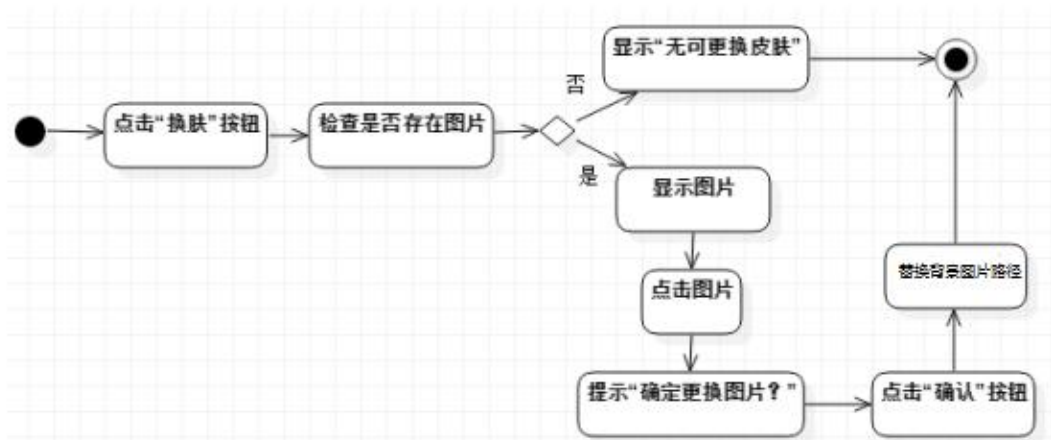 显示“无可更换皮肤”
否
点击“换肤”按钮
检查是否存在图片
是
显示图片
替换背景图片路径
点击图片
提示“确定更换图片？”
点击“确认”按钮